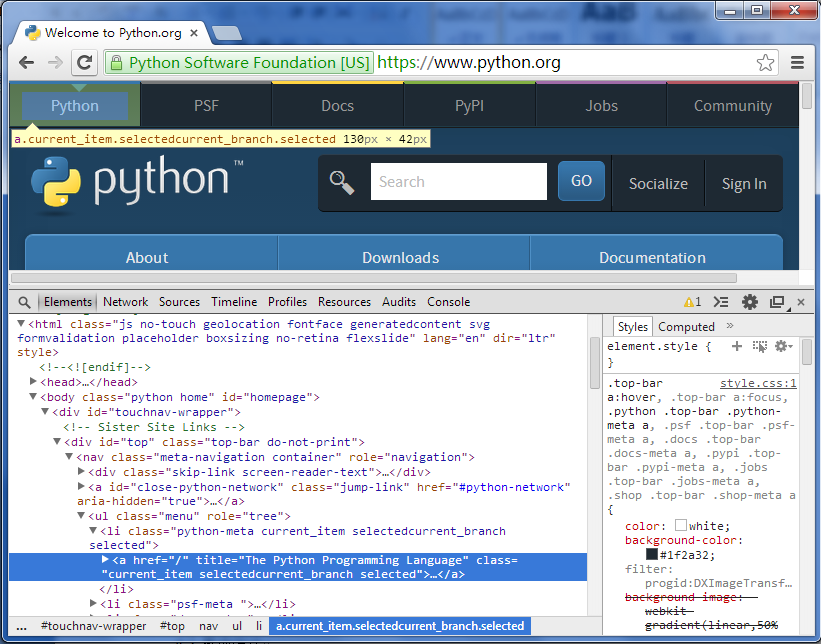 Welcome to Python.org
Python Software Foundation [US] https://www.python.org
Python PSF Docs PyPI Jobs Community
a.current_item.selectedcurrent_branch.selected 130px × 42px
python™
Search GO Socialize Sign In
About Downloads Documentation
Elements Network Sources Timeline Profiles Resources Audits Console 1
<html class="js no-touch geolocation fontface generatedcontent svg
formvalidation placeholder boxsizing no-retina flexslide" lang="en" dir="ltr"
style>
<!--<![endif]-->
<head>…</head>
<body class="python home" id="homepage">
<div id="touchnav-wrapper">
<!-- Sister Site Links -->
<div id="top" class="top-bar do-not-print">
<nav class="meta-navigation container" role="navigation">
<div class="skip-link screen-reader-text">…</div>
<a id="close-python-network" class="jump-link" href="#python-network"
aria-hidden="true">…</a>
<ul class="menu" role="tree">
<li class="python-meta current_item selectedcurrent_branch
selected">
<a href="/" title="The Python Programming Language" class=
"current_item selectedcurrent_branch selected">…</a>
</li>
<li class="psf-meta ">…</li>
... #touchnav-wrapper #top nav ul li a.current_item.selectedcurrent_branch.selected
Styles Computed »
element.style {
}
.top-bar style.css:1
a:hover, .top-bar a:focus,
.python .top-bar .python-
meta a, .psf .top-bar .psf-
meta a, .docs .top-bar
.docs-meta a, .pypi .top-
bar .pypi-meta a, .jobs
.top-bar .jobs-meta a,
.shop .top-bar .shop-meta a
{
color: white;
background-color:
#1f2a32;
filter:
progid:DXImageTransf…
background-image: -
webkit-
gradient(linear,50%